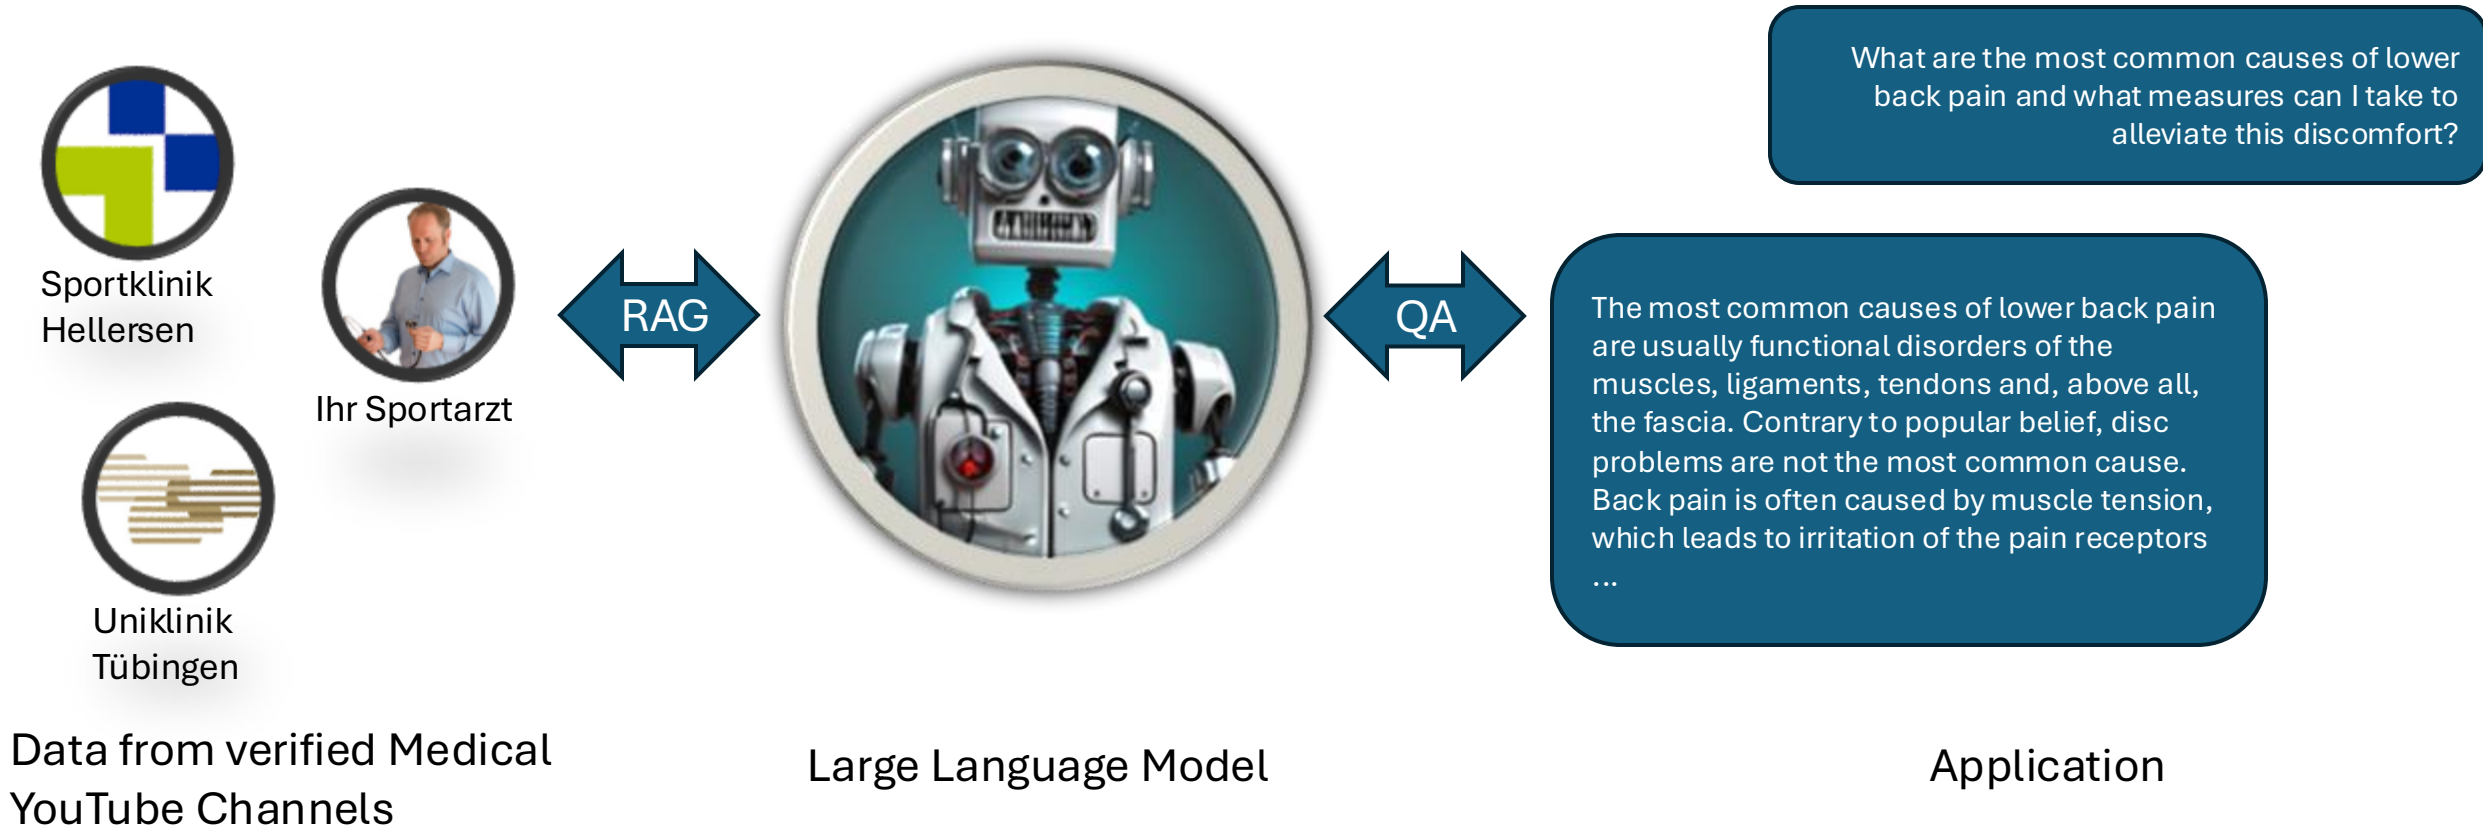 Sportklinik
Hellersen
Ihr Sportarzt
Uniklinik
Tübingen
Data from verified Medical
YouTube Channels
RAG
Large Language Model
QA
What are the most common causes of lower
back pain and what measures can I take to
alleviate this discomfort?
The most common causes of lower back pain
are usually functional disorders of the
muscles, ligaments, tendons and, above all,
the fascia. Contrary to popular belief, disc
problems are not the most common cause.
Back pain is often caused by muscle tension,
which leads to irritation of the pain receptors
...
Application